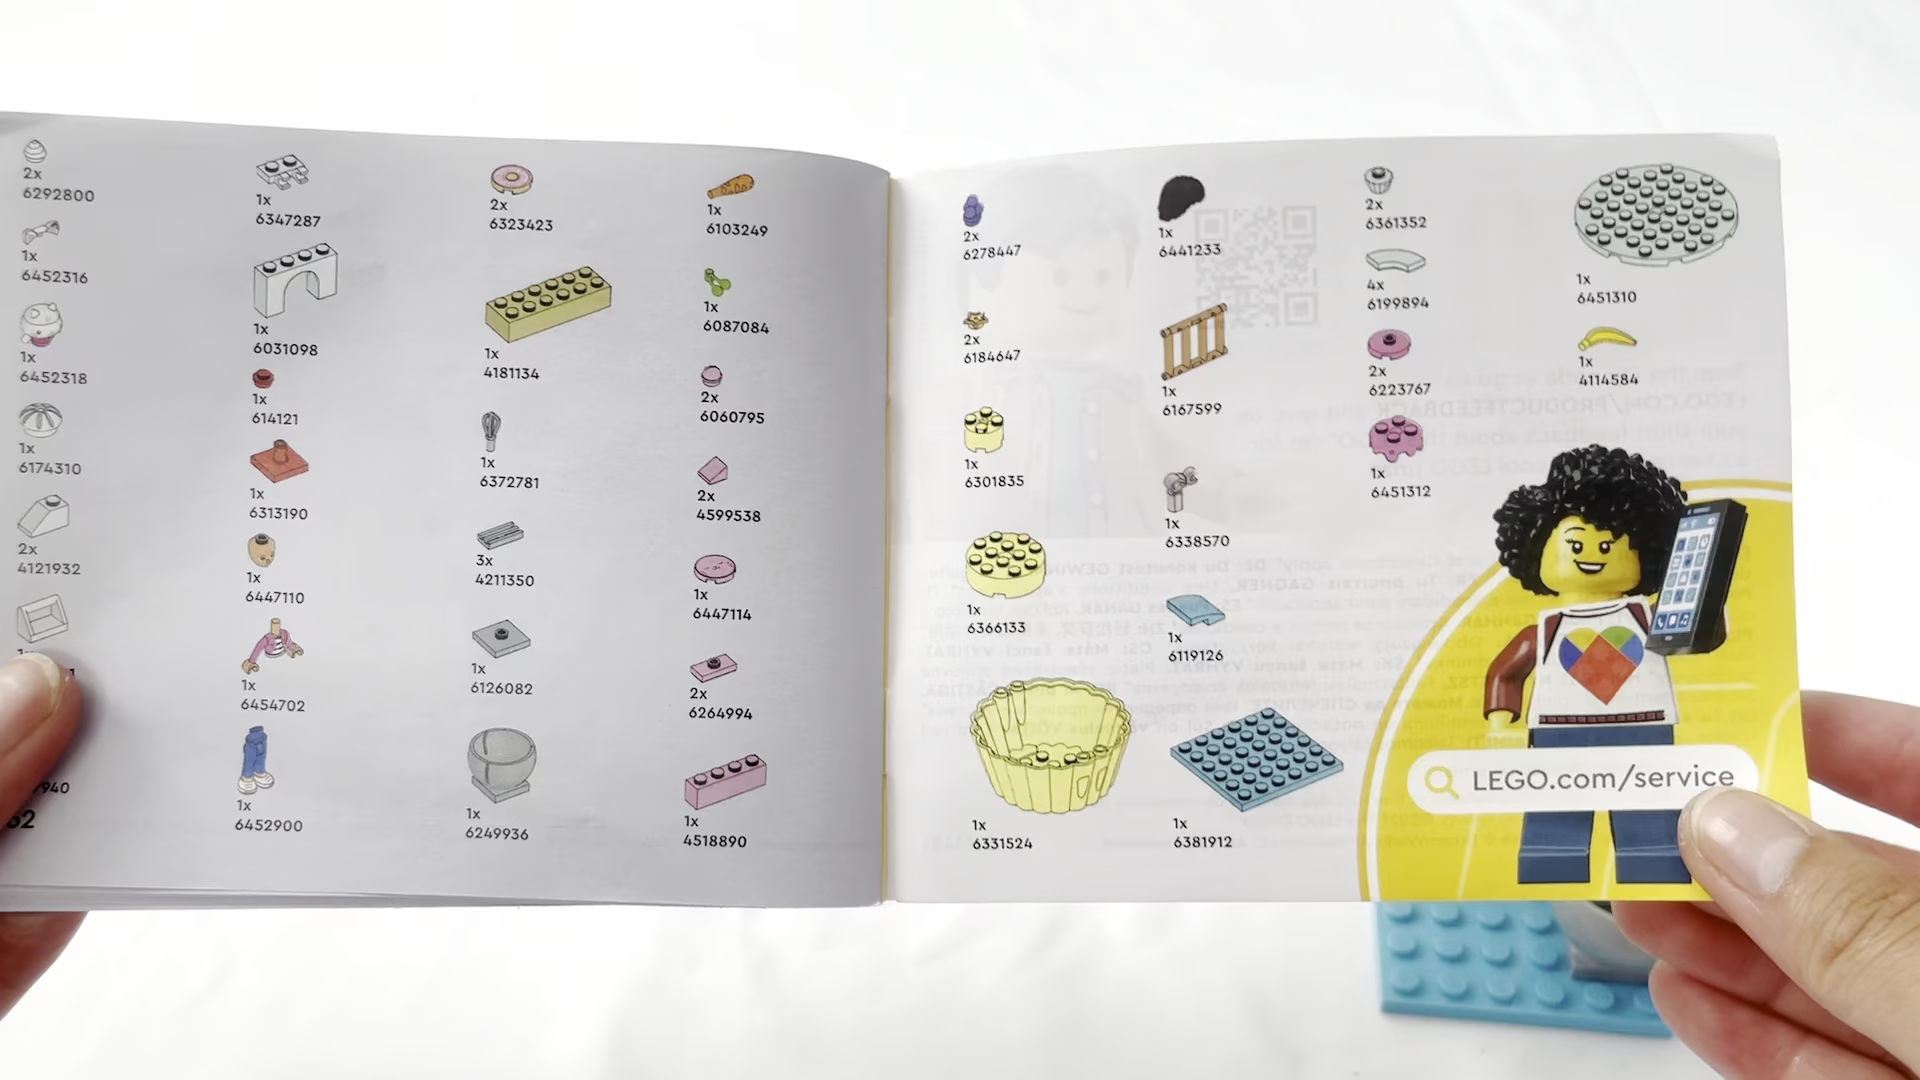 2x
6292800
1x
6452316
1x
6452318
1x
6174310
2x
4121932
1x
6347287
1x
6031098
1x
614121
1x
6313190
1x
6447110
1x
6454702
1x
6452900
2x
6323423
1x
4181134
1x
6372781
3x
4211350
1x
6126082
1x
6249936
1x
6103249
1x
6087084
2x
6060795
2x
4599538
1x
6447114
2x
6264994
1x
4518890
2x
6278447
2x
6184647
1x
6301835
1x
6366133
1x
6331524
1x
6441233
1x
6167599
1x
6338570
1x
6119126
1x
6381912
2x
6361352
4x
6199894
2x
6223767
1x
6451312
1x
6451310
1x
4114584
LEGO.com/service